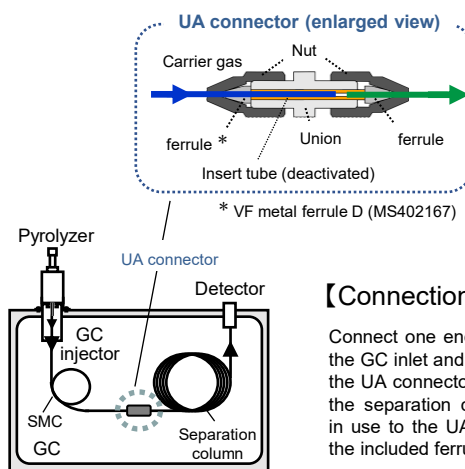 UA connector (enlarged view)
Carrier gas
Nut
ferrule *
Union
ferrule
Insert tube (deactivated)
* VF metal ferrule D (MS402167)
Pyrolyzer
UA connector
Detector
GC
injector
SMC
Separation
column
GC
【Connection
Connect one en
the GC inlet and
the UA connecto
the separation c
in use to the UA
the included ferru